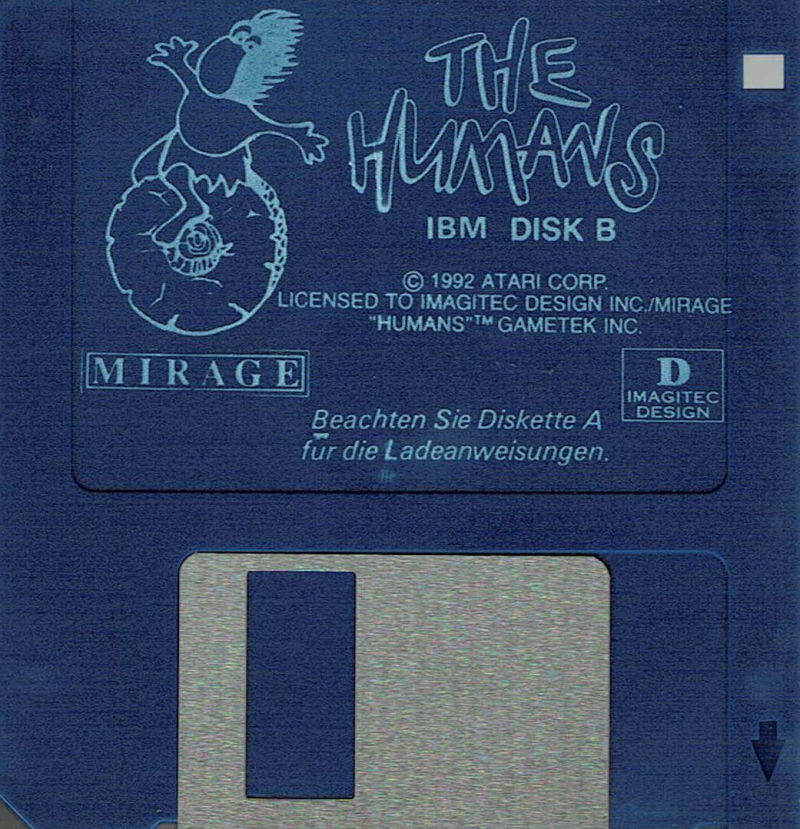 THE
HUMANS
IBM DISK B
© 1992 ATARI CORP.
LICENSED TO IMAGITEC DESIGN INC./MIRAGE
"HUMANS"™ GAMETEK INC.
MIRAGE
D
IMAGITEC
DESIGN
Beachten Sie Diskette A
für die Ladeanweisungen.